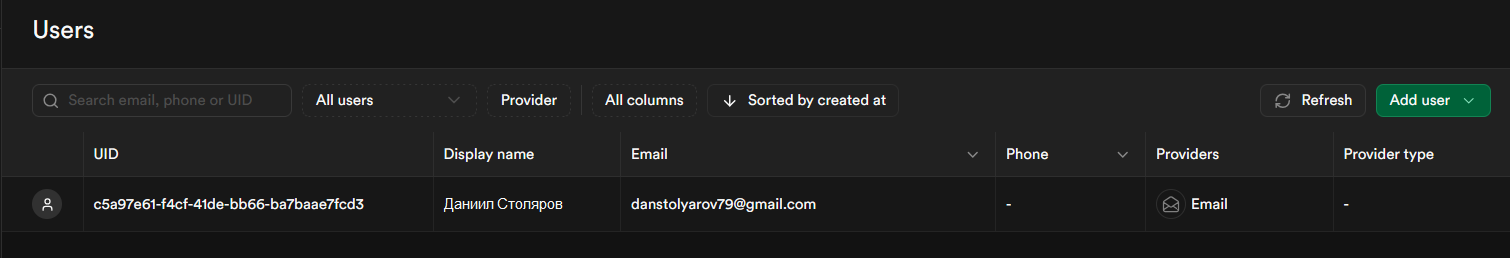 Users
Search email, phone or UID All users Provider All columns Sorted by created at Refresh Add user
UID Display name Email Phone Providers Provider type
c5a97e61-f4cf-41de-bb66-ba7baae7fcd3 Даниил Столяров danstolyarov79@gmail.com - Email -